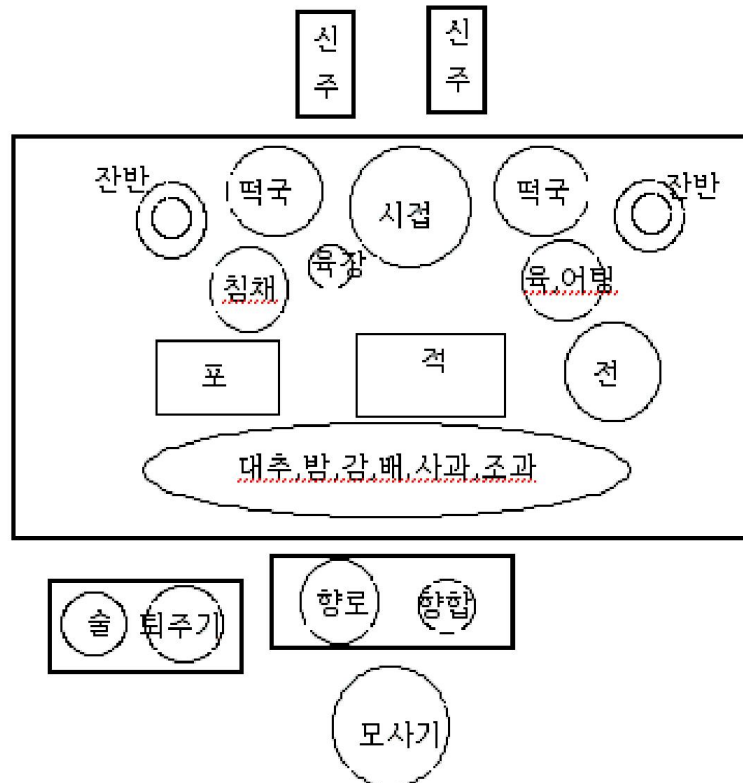 신
주
신
주
잔반
떡국
시접
떡국
잔반
침채
육장
육,어탕
포
적
전
대추,밤,감,배,사과,조과
술
퇴주기
향로
향합
모사기